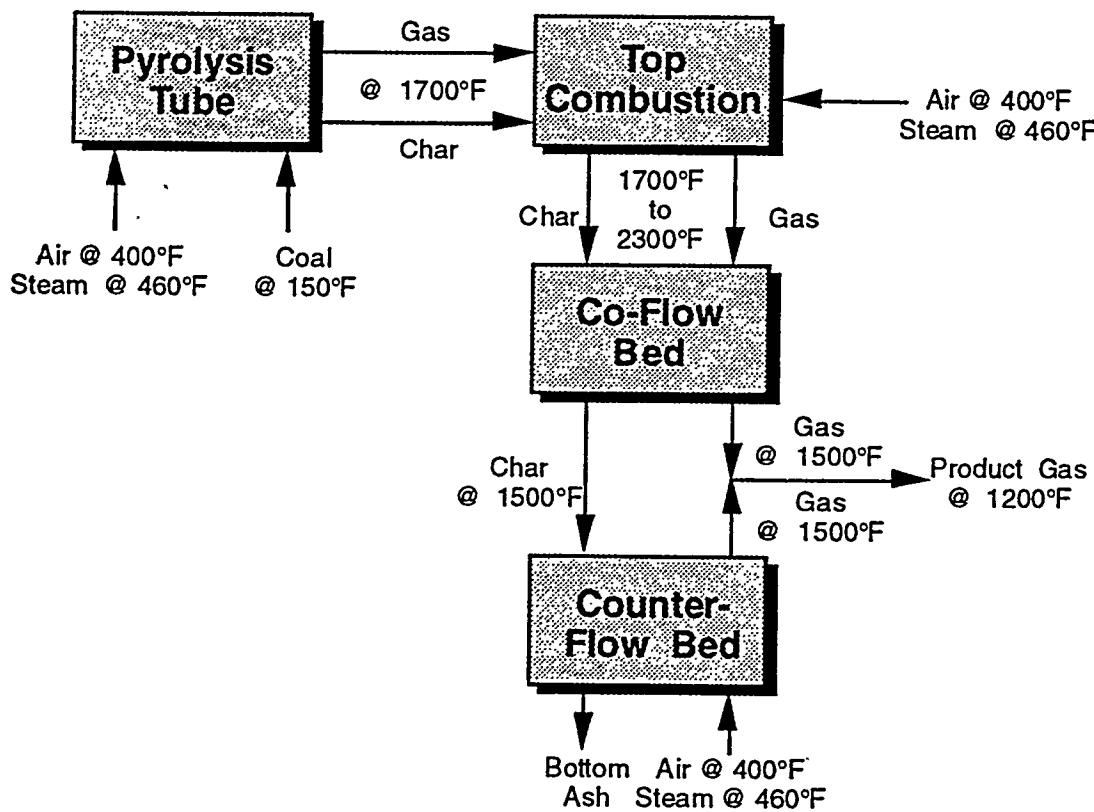 Pyrolysis
Tube
Gas
@ 1700°F
Char
Top
Combustion
Air @ 400°F
Steam @ 460°F
Air @ 400°F
Steam @ 460°F
Coal
@ 150°F
Char
1700°F
to
2300°F
Gas
Co-Flow
Bed
Char
@ 1500°F
Gas
@ 1500°F
Gas
@ 1500°F
Product Gas
@ 1200°F
Counter-
Flow Bed
Bottom
Ash
Air @ 400°F
Steam @ 460°F